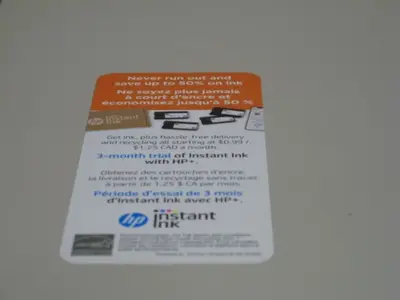 Never run out and
save up to 50% on ink
Ne soyez plus jamais
à court d'encre et
économisez jusqu'à 50 %
instant
ink
Get ink, plus hassle-free delivery
and recycling all starting at $0.99 /
$1.25 CAD a month.
3-month trial of Instant Ink
with HP+.
Obtenez des cartouches d'encre,
la livraison et le recyclage sans tracas
à partir de 1.25 $ CA par mois.
Période d'essai de 3 mois
d'Instant ink avec HP+.
hp instant
ink